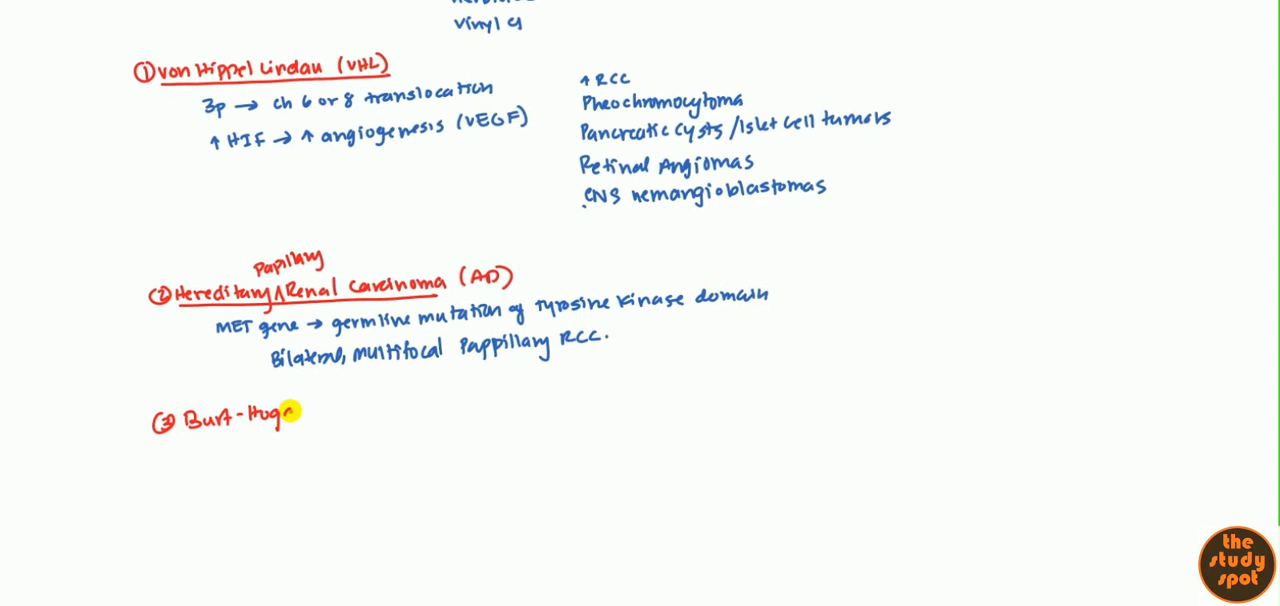 Vinyl Cl
① Von Hippel Lindau (VHL)
3p → ch 6 or 8 translocation
↑ HIF → ↑ angiogenesis (VEGF)
↑ RCC
Pheochromocytoma
Pancreatic Cysts / Islet cell tumors
Retinal Angiomas
CNS hemangioblastomas
Papillary
② Hereditary ∧ Renal Carcinoma (AD)
MET gene → germline mutation of Tyrosine Kinase domain
Bilateral, multifocal Pappillary RCC.
③ Burt-Hog
the
study
spot